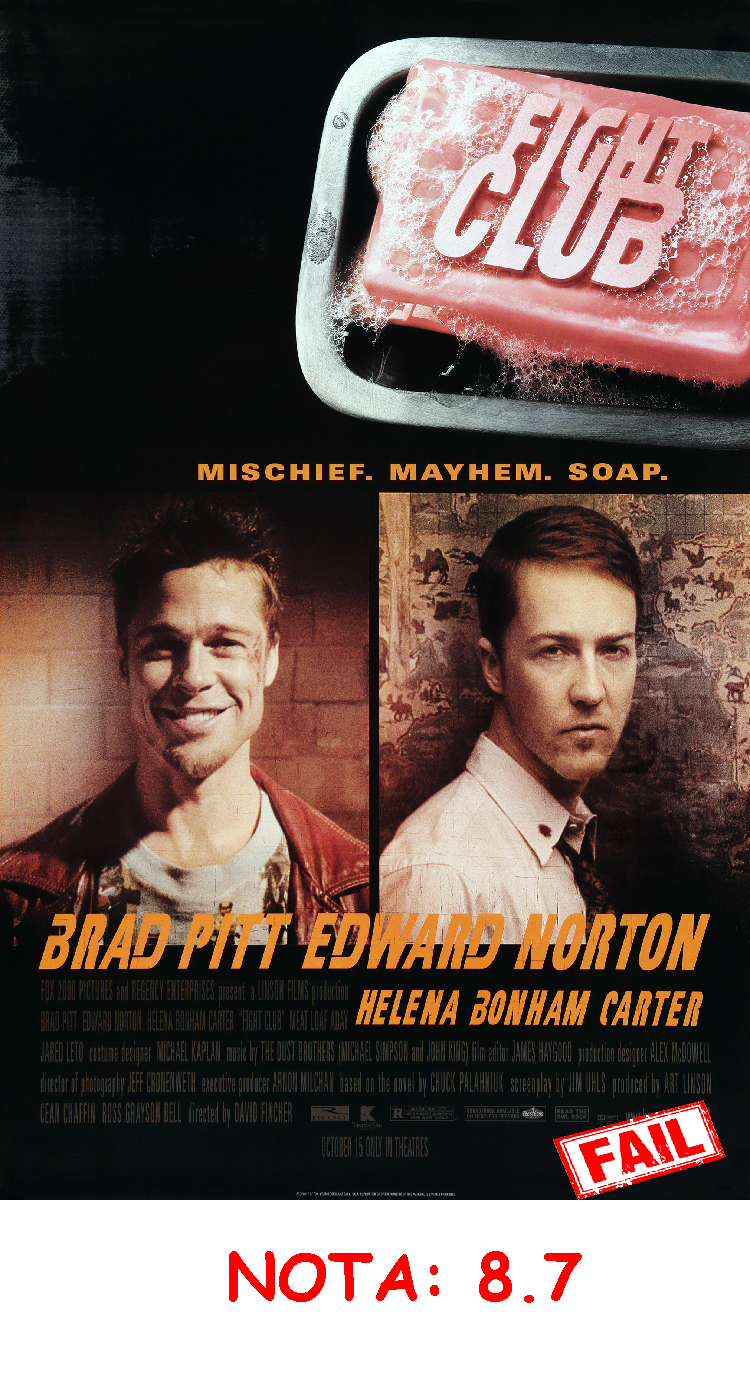 FIGHT
CLUB
MISCHIEF. MAYHEM. SOAP.
BRAD PITT EDWARD NORTON
HELENA BONHAM CARTER
FOX 2000 PICTURES and REGENCY ENTERPRISES present a LINSON FILMS production
BRAD PITT EDWARD NORTON HELENA BONHAM CARTER "FIGHT CLUB" MEAT LOAF ADAY
JARED LETO costume designer MICHAEL KAPLAN music by THE DUST BROTHERS (MICHAEL SIMPSON and JOHN KING) film editor JAMES HAYGOOD production designer ALEX McDOWELL
director of photography JEFF CRONENWETH executive producer ARNON MILCHAN based on the novel by CHUCK PALAHNIUK screenplay by JIM UHLS produced by ART LINSON
CEAN CHAFFIN ROSS GRAYSON BELL directed by DAVID FINCHER
R
OCTOBER 15 ONLY IN THEATRES
FAIL
NOTA: 8.7